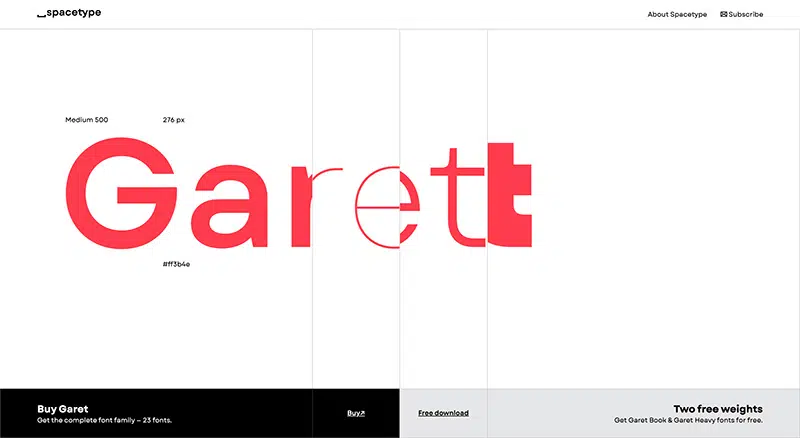 ␣spacetype
About Spacetype
✉ Subscribe
Medium 500
276 px
Garett
#ff3b4e
Buy Garet
Get the complete font family – 23 fonts.
Buy↗
Free download
Two free weights
Get Garet Book & Garet Heavy fonts for free.